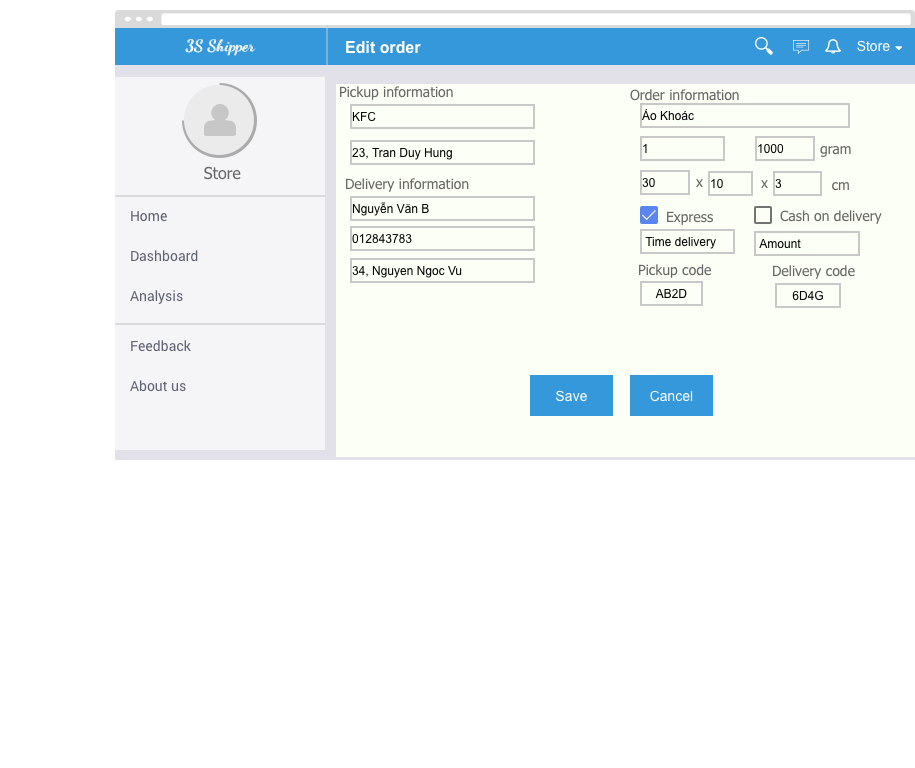 3S Shipper
Edit order
Store
Store
Home
Dashboard
Analysis
Feedback
About us
Pickup information
KFC
23, Tran Duy Hung
Delivery information
Nguyễn Văn B
012843783
34, Nguyen Ngoc Vu
Order information
Áo Khoác
1 1000 gram
30 x 10 x 3 cm
Express Cash on delivery
Time delivery Amount
Pickup code Delivery code
AB2D 6D4G
Save Cancel